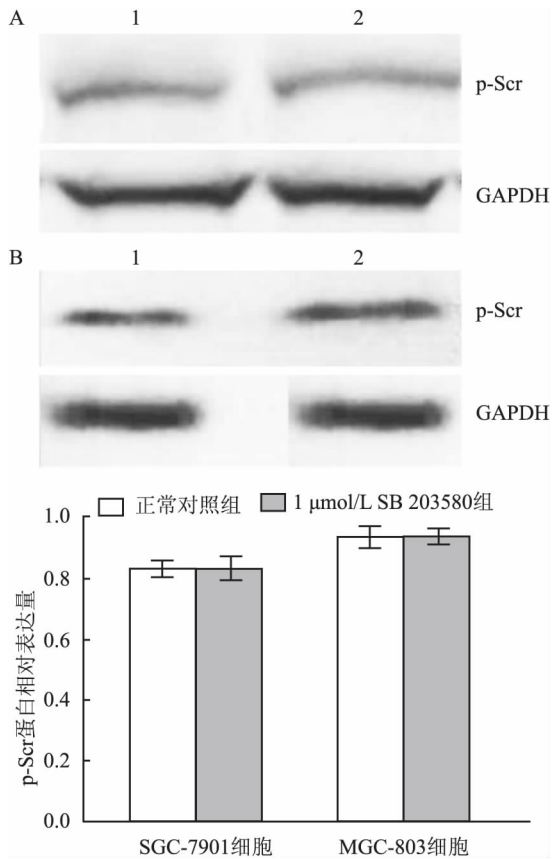 A 1 2
p-Scr
GAPDH
B 1 2
p-Scr
GAPDH
正常对照组 1 μmol/L SB 203580组
1.0
0.8
0.6
0.4
0.2
0.0
p-Scr蛋白相对表达量
SGC-7901细胞 MGC-803细胞